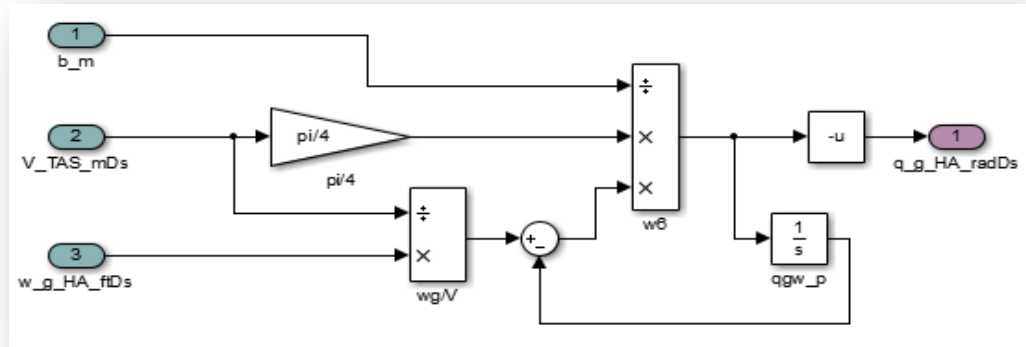 1
b_m
÷
2
V_TAS_mDs
pi/4
pi/4
×
×
w6
-u
1
q_g_HA_radDs
÷
×
wg/V
+
_
1
s
qgw_p
3
w_g_HA_ftDs